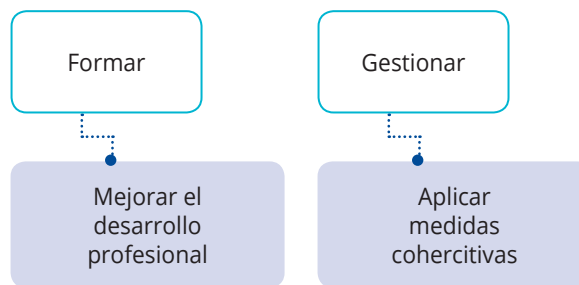 Formar
Gestionar
Mejorar el
desarrollo
profesional
Aplicar
medidas
cohercitivas